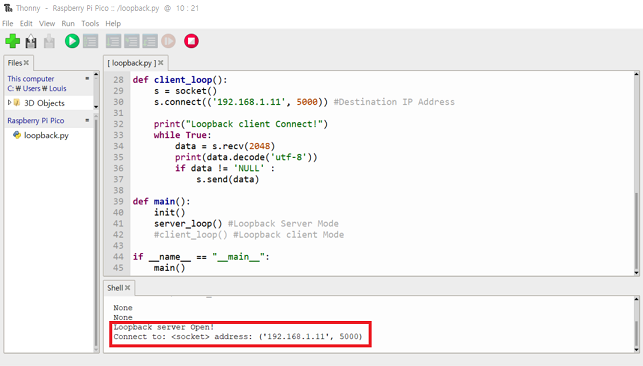 Thonny - Raspberry Pi Pico :: /loopback.py @ 10 : 21
File Edit View Run Tools Help
Files
This computer
C: ₩ Users ₩ Louis
3D Objects
Raspberry Pi Pico
loopback.py
[ loopback.py ]
28 def client_loop():
29 s = socket()
30 s.connect(('192.168.1.11', 5000)) #Destination IP Address
31
32 print("Loopback client Connect!")
33 while True:
34 data = s.recv(2048)
35 print(data.decode('utf-8'))
36 if data != 'NULL' :
37 s.send(data)
38
39 def main():
40 init()
41 server_loop() #Loopback Server Mode
42 #client_loop() #Loopback client Mode
43
44 if __name__ == "__main__":
45 main()
Shell
None
None
Loopback server Open!
Connect to: <socket> address: ('192.168.1.11', 5000)